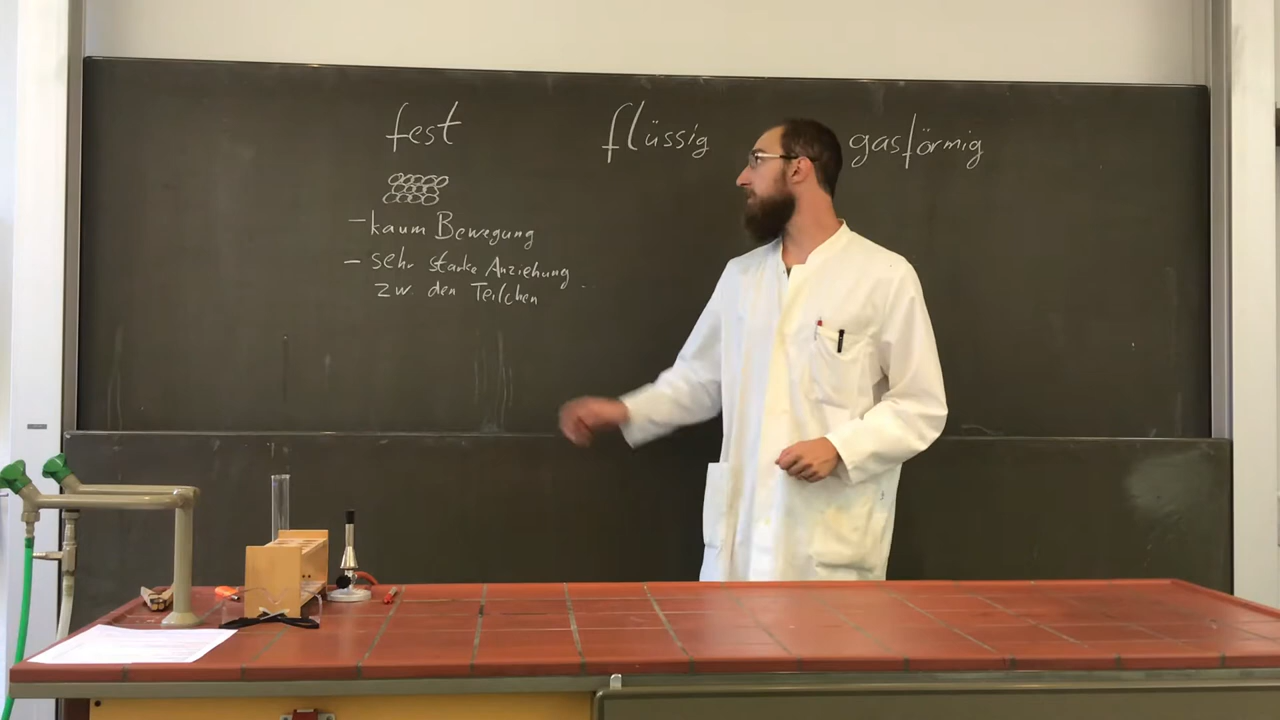 fest flüssig gasförmig
- kaum Bewegung
- sehr starke Anziehung
zw. den Teilchen